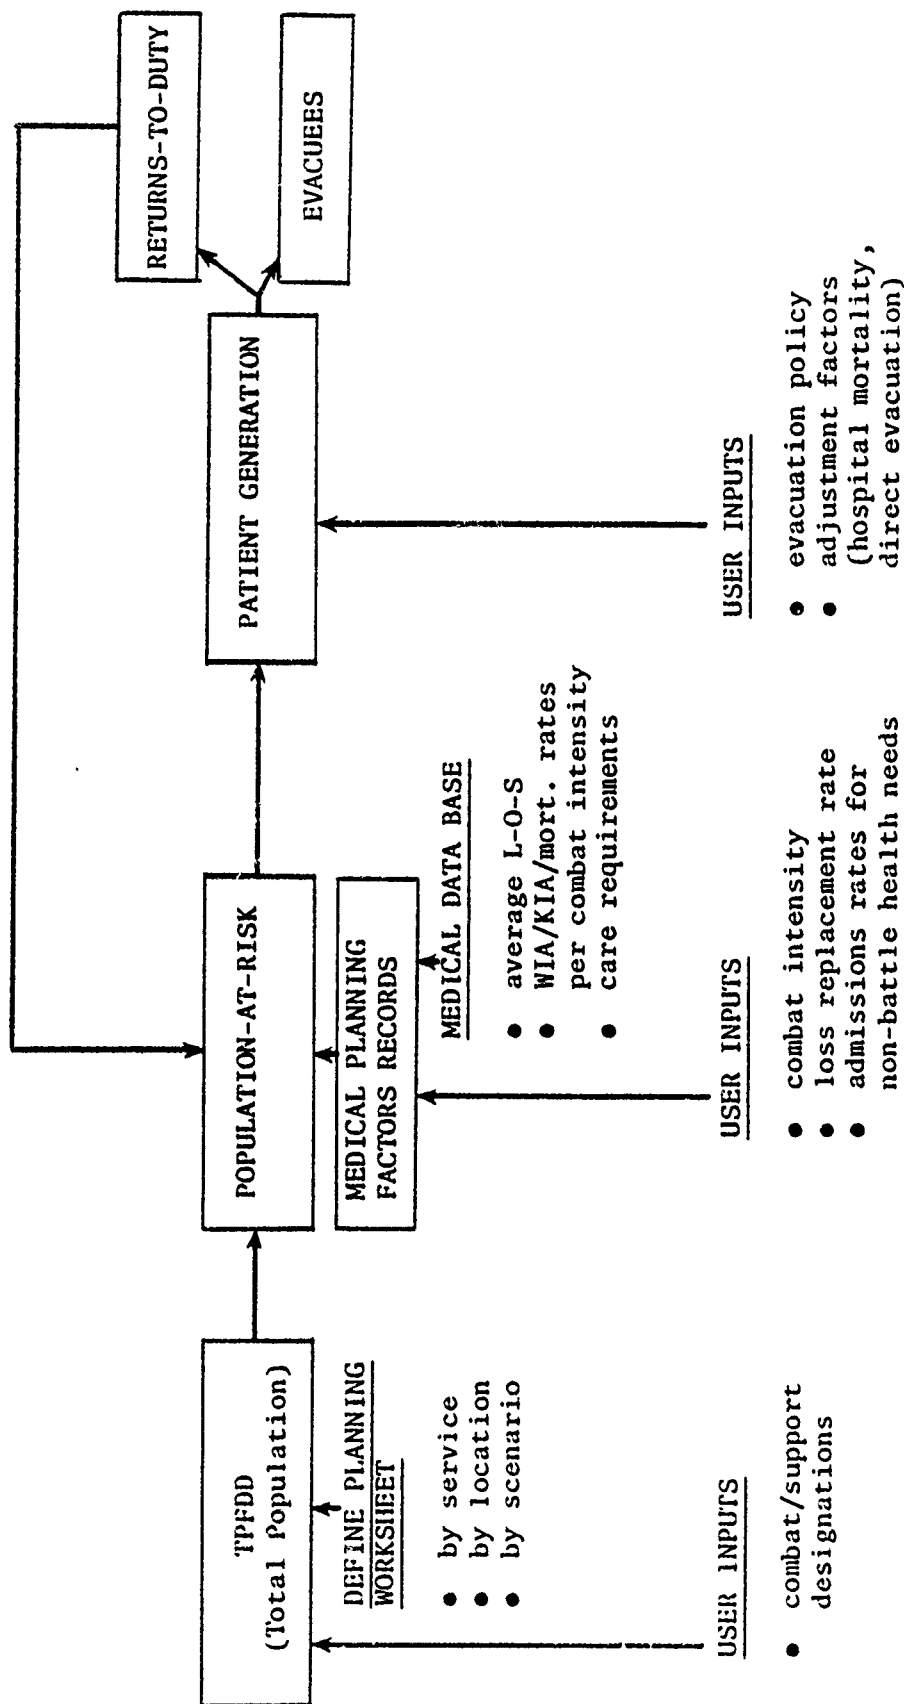 TPFDD
(Total Population)
DEFINE PLANNING
WORKSHEET
● by service
● by location
● by scenario
USER INPUTS
● combat/support
designations
POPULATION-AT-RISK
MEDICAL PLANNING
FACTORS RECORDS
MEDICAL DATA BASE
● average L-O-S
● WIA/KIA/mort. rates
per combat intensity
● care requirements
USER INPUTS
● combat intensity
● loss replacement rate
● admissions rates for
non-battle health needs
PATIENT GENERATION
USER INPUTS
● evacuation policy
● adjustment factors
(hospital mortality,
direct evacuation)
RETURNS-TO-DUTY
EVACUEES